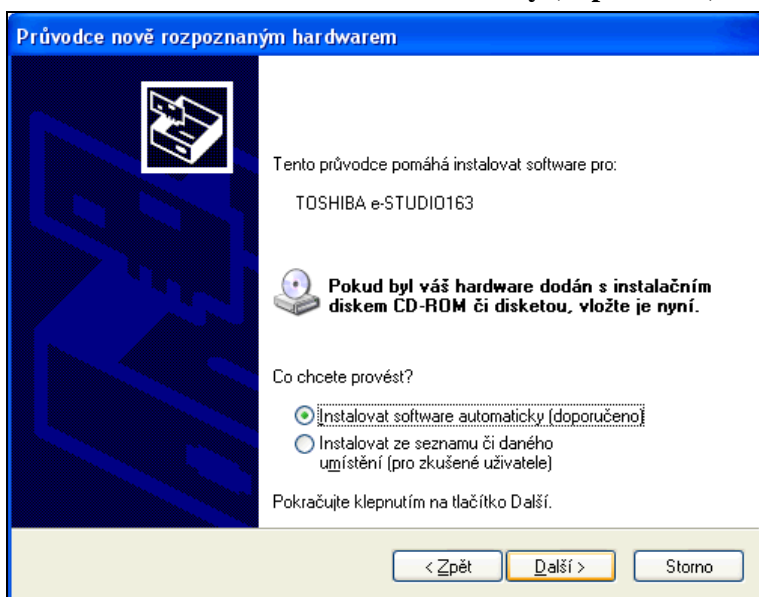 Průvodce nově rozpoznaným hardwarem
Tento průvodce pomáhá instalovat software pro:
TOSHIBA e-STUDIO163
Pokud byl váš hardware dodán s instalačním
diskem CD-ROM či disketou, vložte je nyní.
Co chcete provést?
Instalovat software automaticky (doporučeno)
Instalovat ze seznamu či daného
umístění (pro zkušené uživatele)
Pokračujte klepnutím na tlačítko Další.
< Zpět Další > Storno